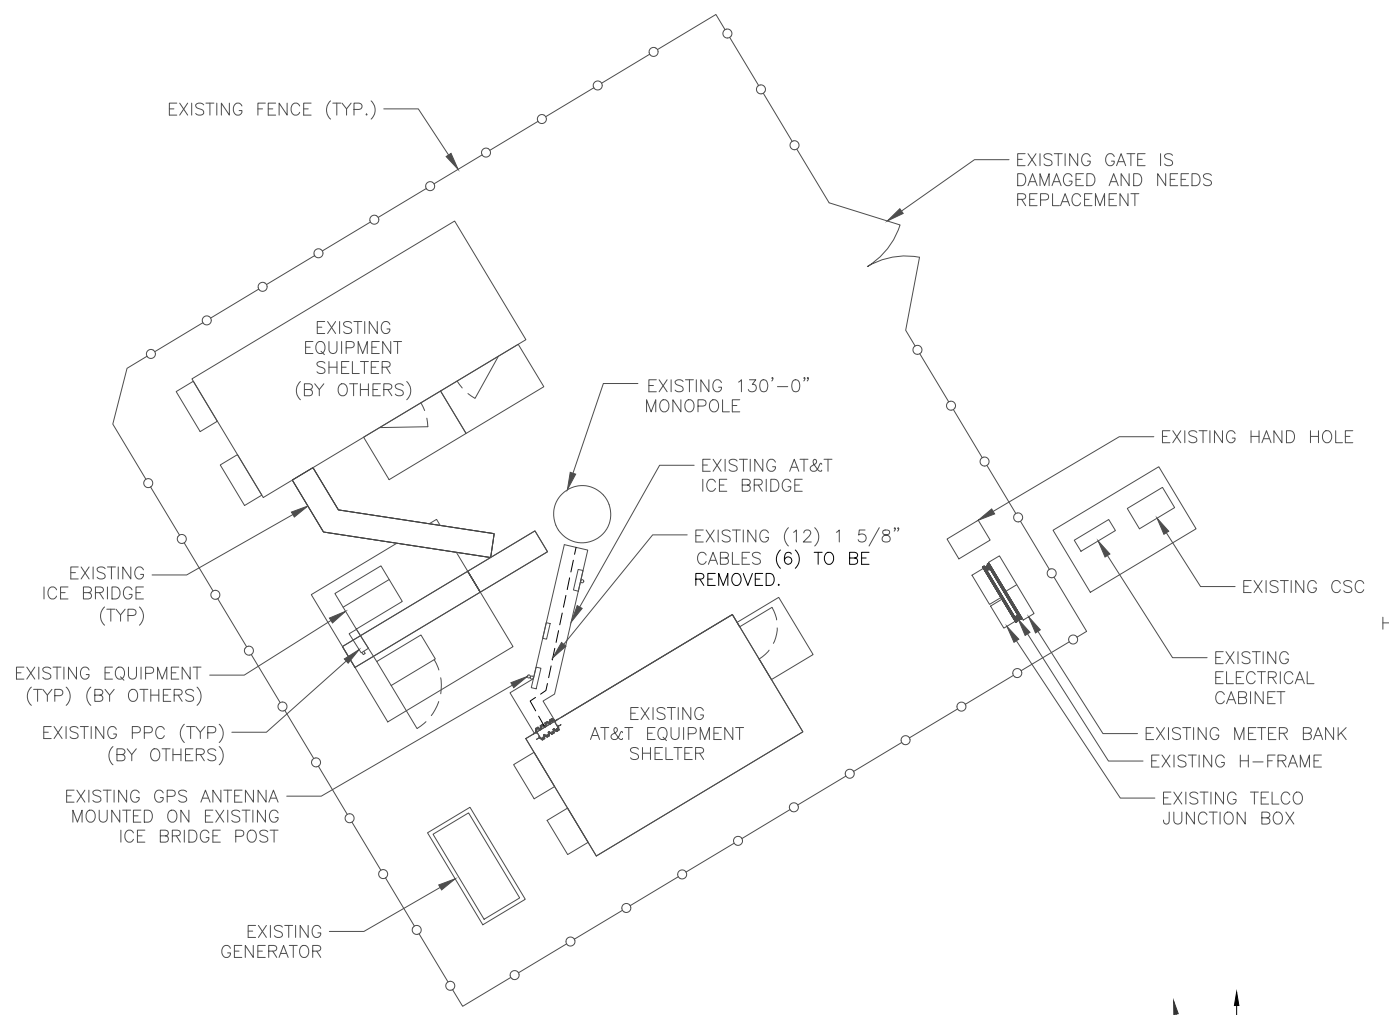 EXISTING FENCE (TYP.)
EXISTING GATE IS
DAMAGED AND NEEDS
REPLACEMENT
EXISTING
EQUIPMENT
SHELTER
(BY OTHERS)
EXISTING 130'-0"
MONOPOLE
EXISTING HAND HOLE
EXISTING AT&T
ICE BRIDGE
EXISTING (12) 1 5/8"
CABLES (6) TO BE
REMOVED.
EXISTING
ICE BRIDGE
(TYP)
EXISTING CSC
H
EXISTING EQUIPMENT
(TYP) (BY OTHERS)
EXISTING
ELECTRICAL
CABINET
EXISTING PPC (TYP)
(BY OTHERS)
EXISTING
AT&T EQUIPMENT
SHELTER
EXISTING METER BANK
EXISTING H-FRAME
EXISTING GPS ANTENNA
MOUNTED ON EXISTING
ICE BRIDGE POST
EXISTING TELCO
JUNCTION BOX
EXISTING
GENERATOR